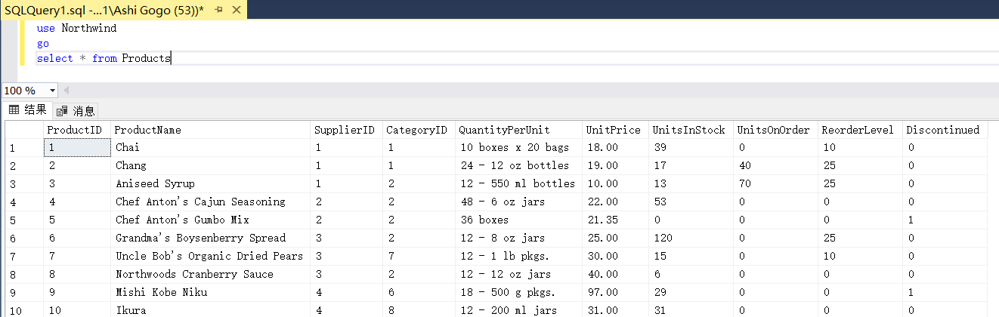 SQLQuery1.sql -...1\Ashi Gogo (53))*
use Northwind
go
select * from Products
100 %
结果 消息
ProductID ProductName SupplierID CategoryID QuantityPerUnit UnitPrice UnitsInStock UnitsOnOrder ReorderLevel Discontinued
1 1 Chai 1 1 10 boxes x 20 bags 18.00 39 0 10 0
2 2 Chang 1 1 24 - 12 oz bottles 19.00 17 40 25 0
3 3 Aniseed Syrup 1 2 12 - 550 ml bottles 10.00 13 70 25 0
4 4 Chef Anton's Cajun Seasoning 2 2 48 - 6 oz jars 22.00 53 0 0 0
5 5 Chef Anton's Gumbo Mix 2 2 36 boxes 21.35 0 0 0 1
6 6 Grandma's Boysenberry Spread 3 2 12 - 8 oz jars 25.00 120 0 25 0
7 7 Uncle Bob's Organic Dried Pears 3 7 12 - 1 lb pkgs. 30.00 15 0 10 0
8 8 Northwoods Cranberry Sauce 3 2 12 - 12 oz jars 40.00 6 0 0 0
9 9 Mishi Kobe Niku 4 6 18 - 500 g pkgs. 97.00 29 0 0 1
10 10 Ikura 4 8 12 - 200 ml jars 31.00 31 0 0 0